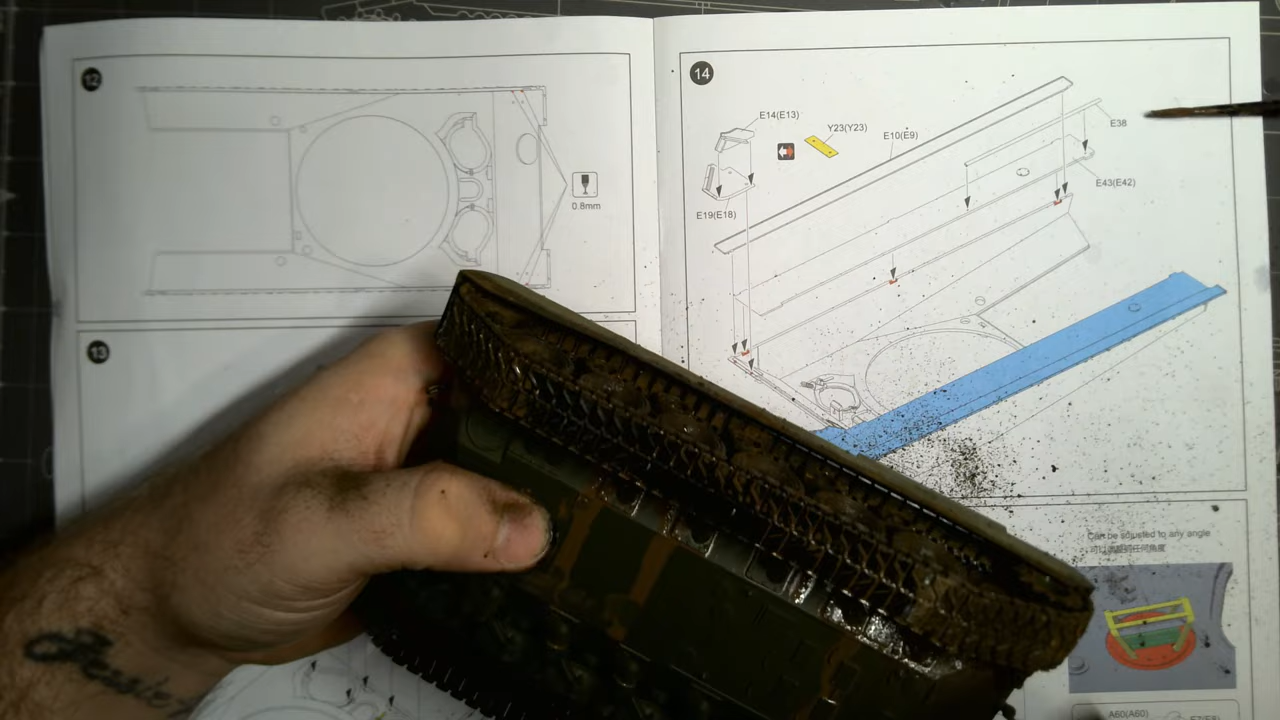 12
0.8mm
13
14
E14(E13)
Y23(Y23)
E10(E9)
E38
E43(E42)
E19(E18)
Can be adjusted to any angle
A60(A60)